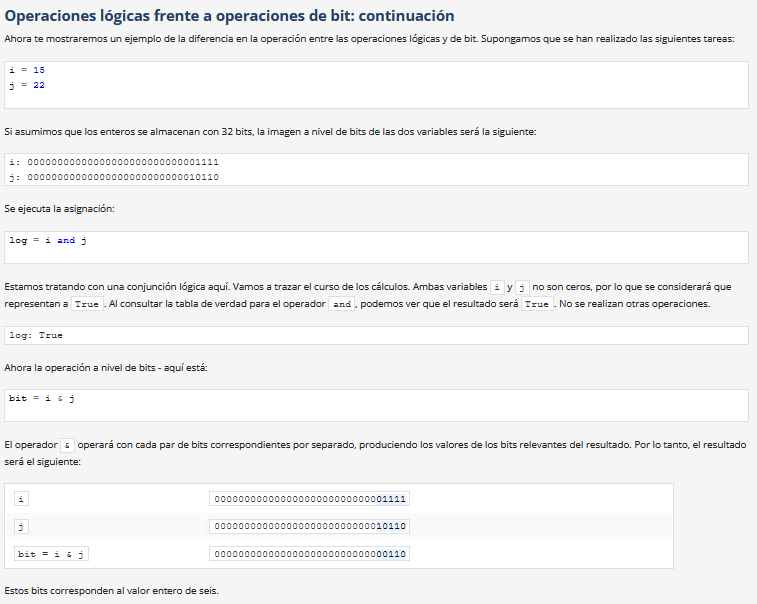 Operaciones lógicas frente a operaciones de bit: continuación
Ahora te mostraremos un ejemplo de la diferencia en la operación entre las operaciones lógicas y de bit. Supongamos que se han realizado las siguientes tareas:
i = 15
j = 22
Si asumimos que los enteros se almacenan con 32 bits, la imagen a nivel de bits de las dos variables será la siguiente:
i: 00000000000000000000000000001111
j: 00000000000000000000000000010110
Se ejecuta la asignación:
log = i and j
Estamos tratando con una conjunción lógica aquí. Vamos a trazar el curso de los cálculos. Ambas variables i y j no son ceros, por lo que se considerará que
representan a True . Al consultar la tabla de verdad para el operador and , podemos ver que el resultado será True . No se realizan otras operaciones.
log: True
Ahora la operación a nivel de bits - aquí está:
bit = i & j
El operador & operará con cada par de bits correspondientes por separado, produciendo los valores de los bits relevantes del resultado. Por lo tanto, el resultado
será el siguiente:
i 00000000000000000000000000001111
j 00000000000000000000000000010110
bit = i & j 00000000000000000000000000000110
Estos bits corresponden al valor entero de seis.